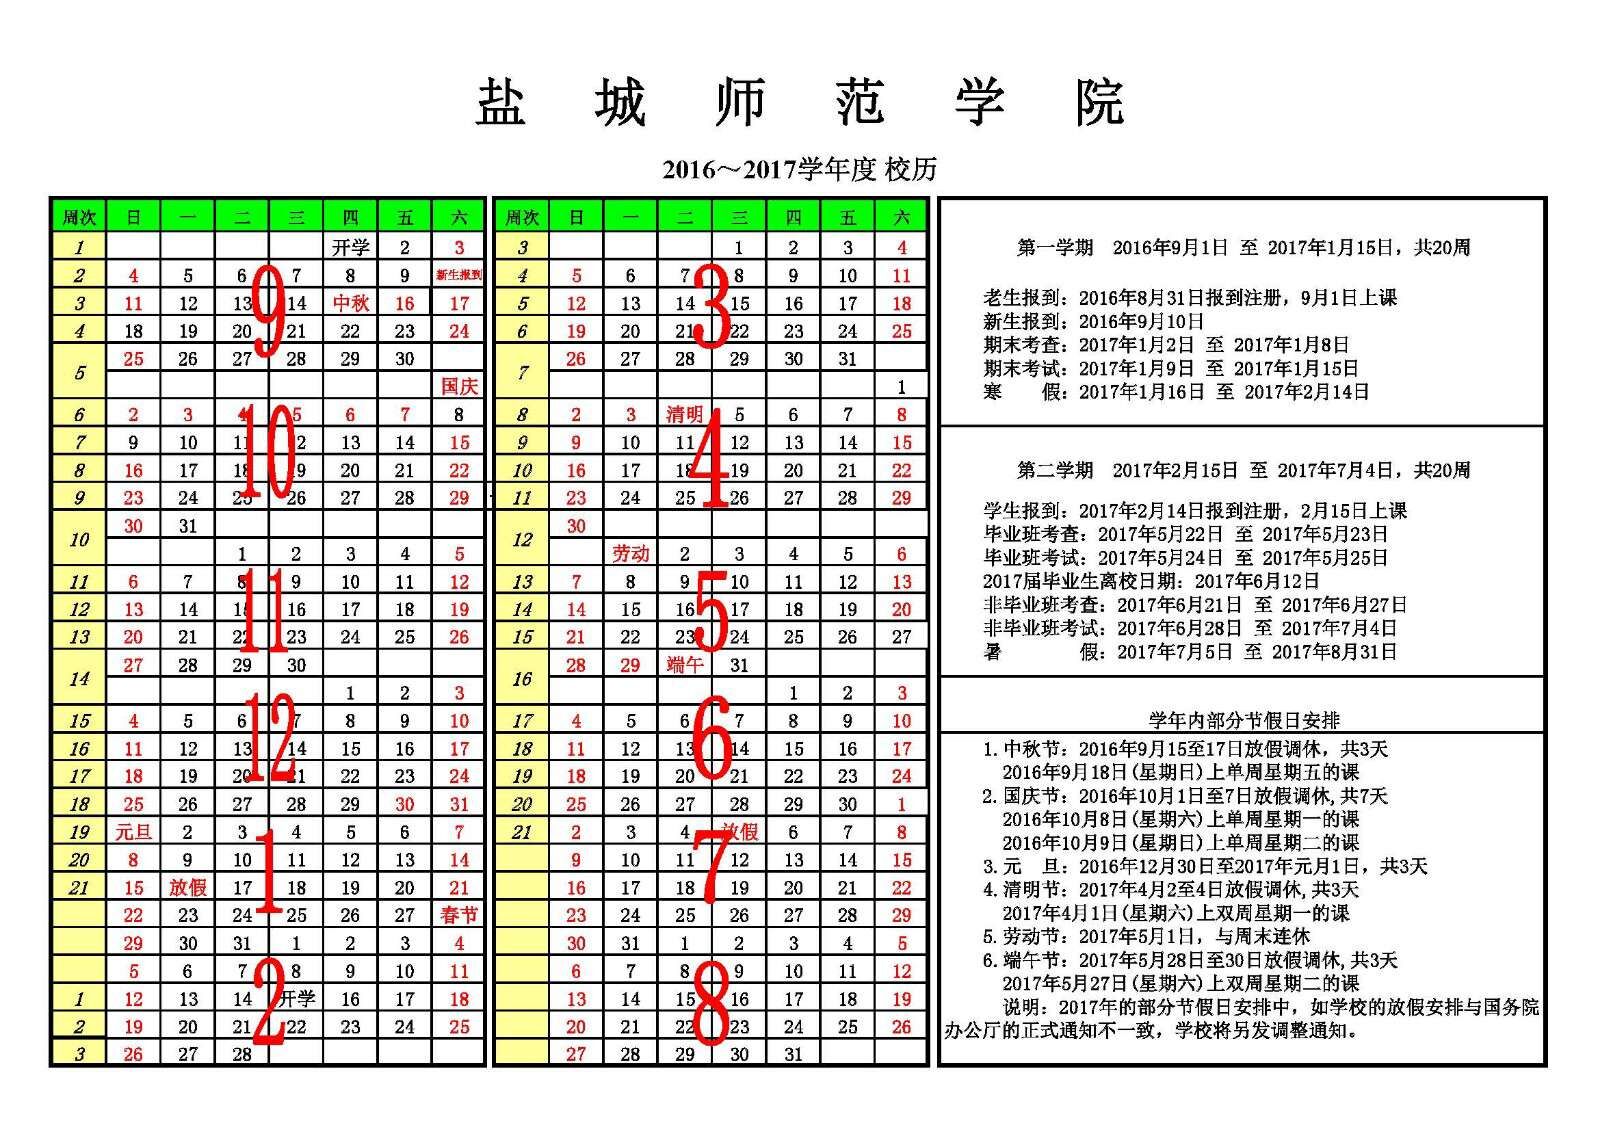 盐城师范学院
2016～2017学年度 校历
周次 日 一 二 三 四 五 六
1 开学 2 3
2 4 5 6 7 8 9 新生报到
3 11 12 13 14 中秋 16 17
4 18 19 20 21 22 23 24
5 25 26 27 28 29 30
国庆
6 2 3 4 5 6 7 8
7 9 10 11 12 13 14 15
8 16 17 18 19 20 21 22
9 23 24 25 26 27 28 29
10 30 31
1 2 3 4 5
11 6 7 8 9 10 11 12
12 13 14 15 16 17 18 19
13 20 21 22 23 24 25 26
14 27 28 29 30
1 2 3
15 4 5 6 7 8 9 10
16 11 12 13 14 15 16 17
17 18 19 20 21 22 23 24
18 25 26 27 28 29 30 31
19 元旦 2 3 4 5 6 7
20 8 9 10 11 12 13 14
21 15 放假 17 18 19 20 21
22 23 24 25 26 27 春节
29 30 31 1 2 3 4
5 6 7 8 9 10 11
1 12 13 14 开学 16 17 18
2 19 20 21 22 23 24 25
3 26 27 28
9
10
11
12
1
2
周次 日 一 二 三 四 五 六
3 1 2 3 4
4 5 6 7 8 9 10 11
5 12 13 14 15 16 17 18
6 19 20 21 22 23 24 25
7 26 27 28 29 30 31
1
8 2 3 清明 5 6 7 8
9 9 10 11 12 13 14 15
10 16 17 18 19 20 21 22
11 23 24 25 26 27 28 29
12 30
劳动 2 3 4 5 6
13 7 8 9 10 11 12 13
14 14 15 16 17 18 19 20
15 21 22 23 24 25 26 27
16 28 29 端午 31
1 2 3
17 4 5 6 7 8 9 10
18 11 12 13 14 15 16 17
19 18 19 20 21 22 23 24
20 25 26 27 28 29 30 1
21 2 3 4 放假 6 7 8
9 10 11 12 13 14 15
16 17 18 19 20 21 22
23 24 25 26 27 28 29
30 31 1 2 3 4 5
6 7 8 9 10 11 12
13 14 15 16 17 18 19
20 21 22 23 24 25 26
27 28 29 30 31
3
4
5
6
7
8
第一学期 2016年9月1日 至 2017年1月15日，共20周
老生报到：2016年8月31日报到注册，9月1日上课
新生报到：2016年9月10日
期末考查：2017年1月2日 至 2017年1月8日
期末考试：2017年1月9日 至 2017年1月15日
寒 假：2017年1月16日 至 2017年2月14日
第二学期 2017年2月15日 至 2017年7月4日，共20周
学生报到：2017年2月14日报到注册，2月15日上课
毕业班考查：2017年5月22日 至 2017年5月23日
毕业班考试：2017年5月24日 至 2017年5月25日
2017届毕业生离校日期：2017年6月12日
非毕业班考查：2017年6月21日 至 2017年6月27日
非毕业班考试：2017年6月28日 至 2017年7月4日
暑 假：2017年7月5日 至 2017年8月31日
学年内部分节假日安排
1.中秋节：2016年9月15至17日放假调休，共3天
2016年9月18日(星期日)上单周星期五的课
2.国庆节：2016年10月1日至7日放假调休,共7天
2016年10月8日(星期六)上单周星期一的课
2016年10月9日(星期日)上单周星期二的课
3.元 旦：2016年12月30日至2017年元月1日，共3天
4.清明节：2017年4月2至4日放假调休,共3天
2017年4月1日(星期六)上双周星期一的课
5.劳动节：2017年5月1日，与周末连休
6.端午节：2017年5月28日至30日放假调休,共3天
2017年5月27日(星期六)上双周星期二的课
说明：2017年的部分节假日安排中，如学校的放假安排与国务院
办公厅的正式通知不一致，学校将另发调整通知。